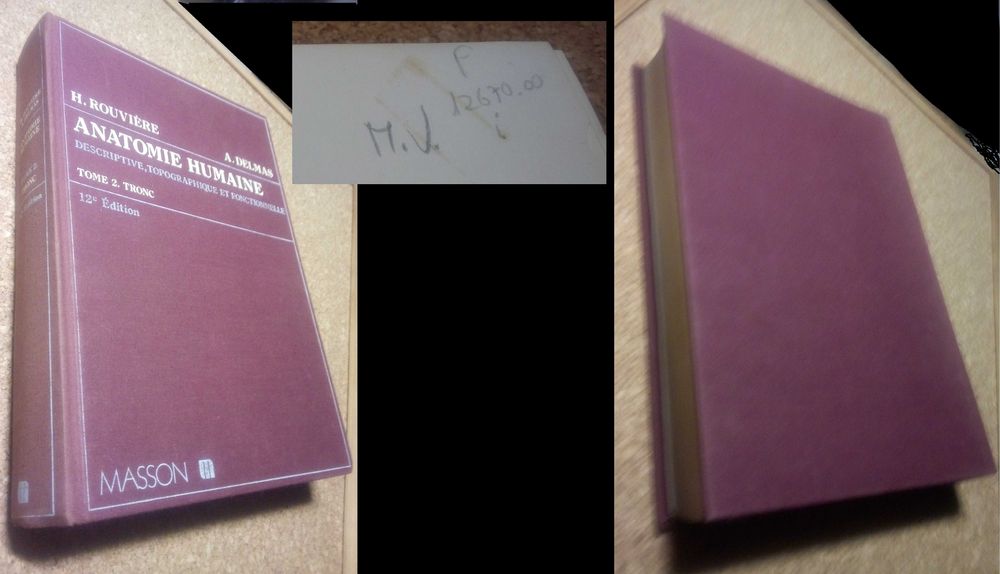 H. ROUVIÈRE
A. DELMAS
ANATOMIE HUMAINE
DESCRIPTIVE, TOPOGRAPHIQUE ET FONCTIONNELLE
TOME 2. TRONC
12e Édition
MASSON
F
12670.00
M.V. i